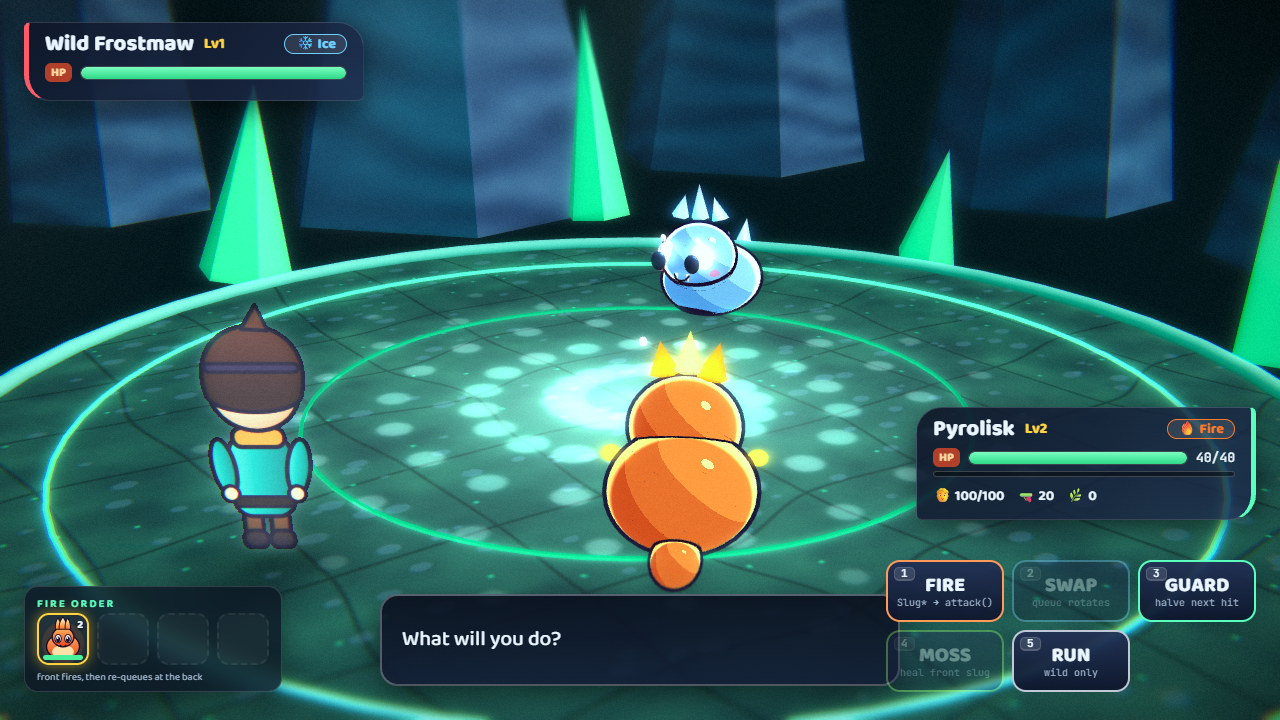 Wild Frostmaw Lv1 Ice
HP
Pyrolisk Lv2 Fire
HP 40/40
100/100 20 0
FIRE ORDER
2
front fires, then re-queues at the back
What will you do?
1 FIRE
Slug* → attack()
2 SWAP
queue rotates
3 GUARD
halve next hit
4 MOSS
heal front slug
5 RUN
wild only